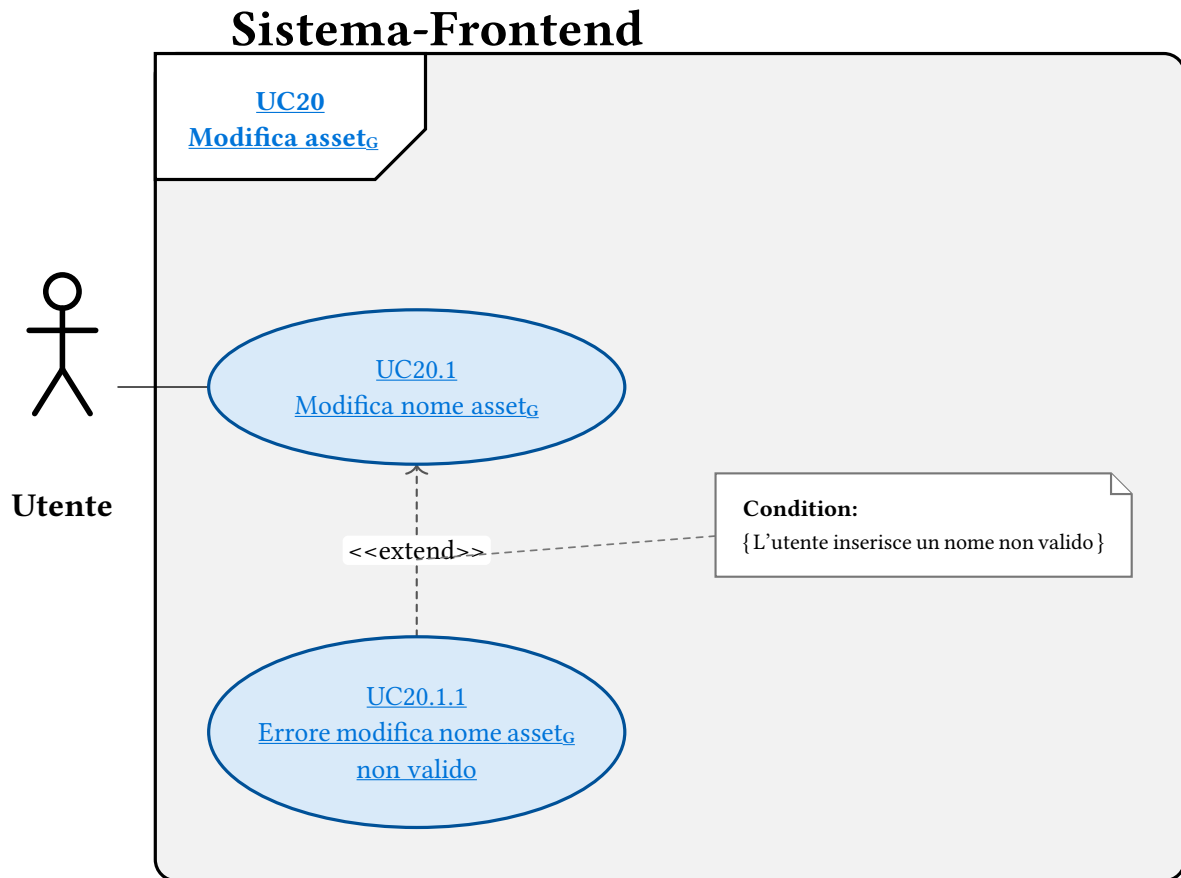 Sistema-Frontend
UC20
Modifica assetG
UC20.1
Modifica nome assetG
Utente
Condition:
{L’utente inserisce un nome non valido}
<<extend>>
UC20.1.1
Errore modifica nome assetG
non valido